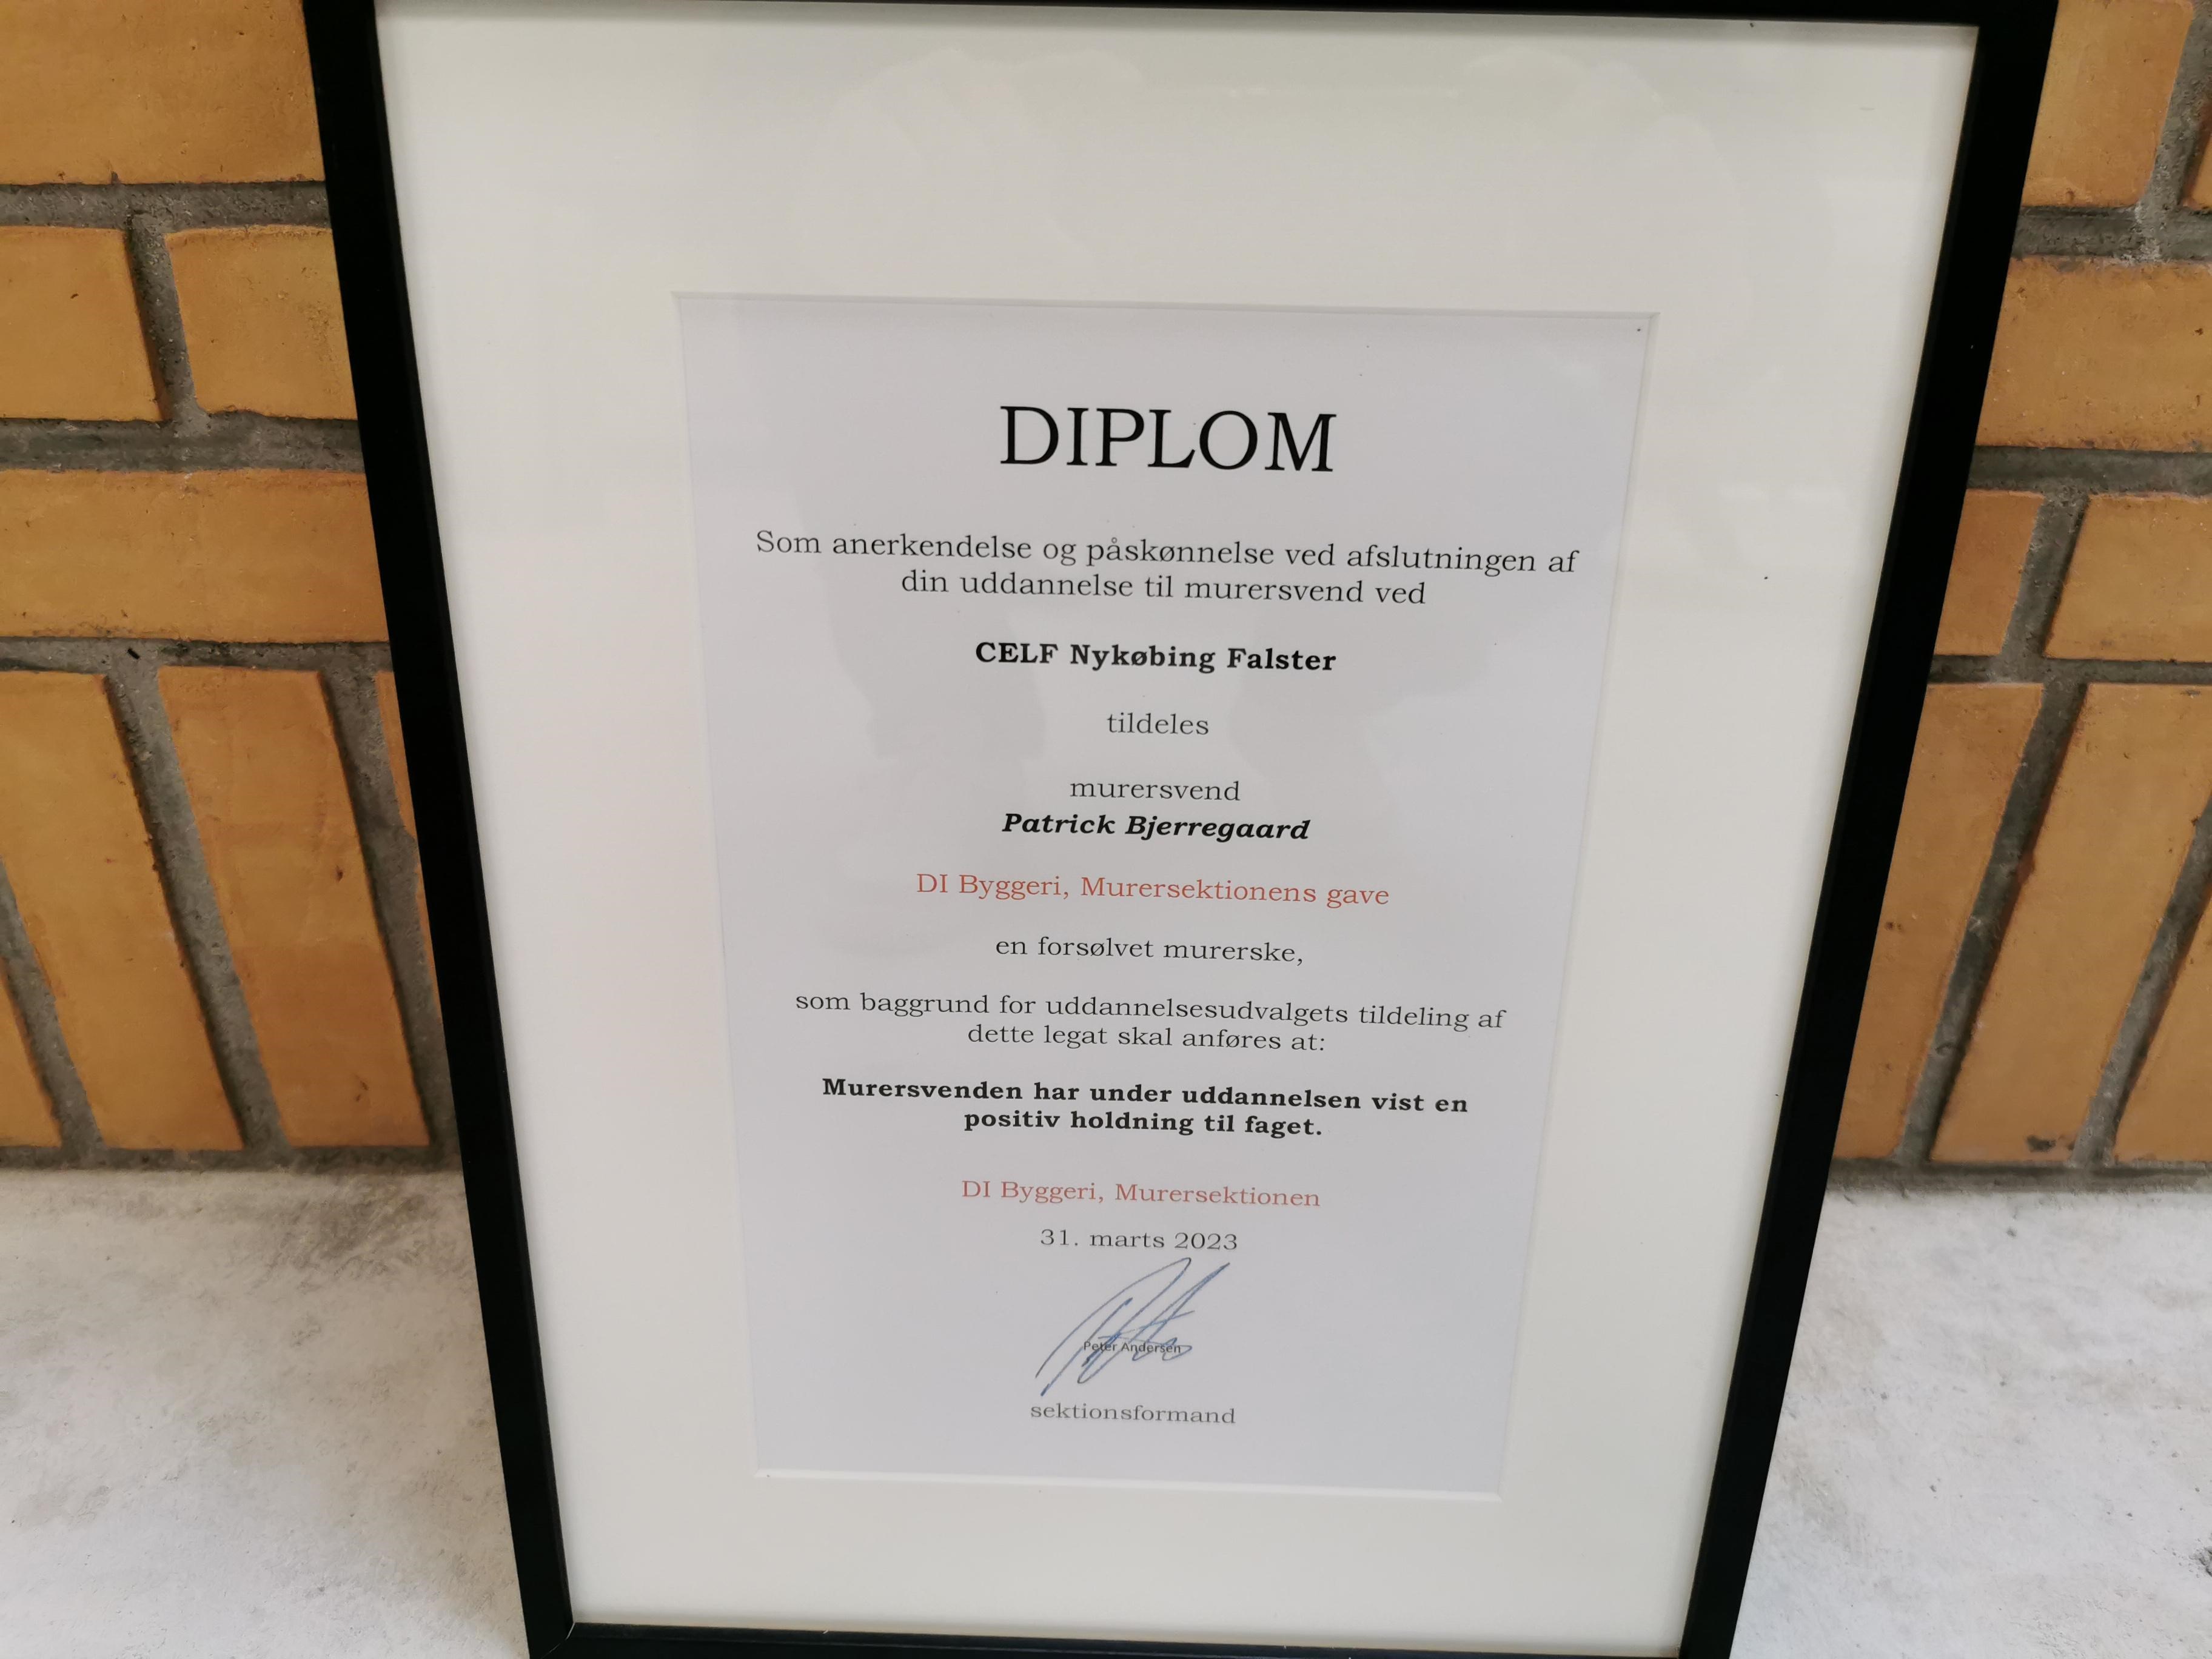 DIPLOM
Som anerkendelse og påskønnelse ved afslutningen af
din uddannelse til murersvend ved
CELF Nykøbing Falster
tildeles
murersvend
Patrick Bjerregaard
DI Byggeri, Murersektionens gave
en forsølvet murerske,
som baggrund for uddannelsesudvalgets tildeling af
dette legat skal anføres at:
Murersvenden har under uddannelsen vist en
positiv holdning til faget.
DI Byggeri, Murersektionen
31. marts 2023
Peter Andersen
sektionsformand